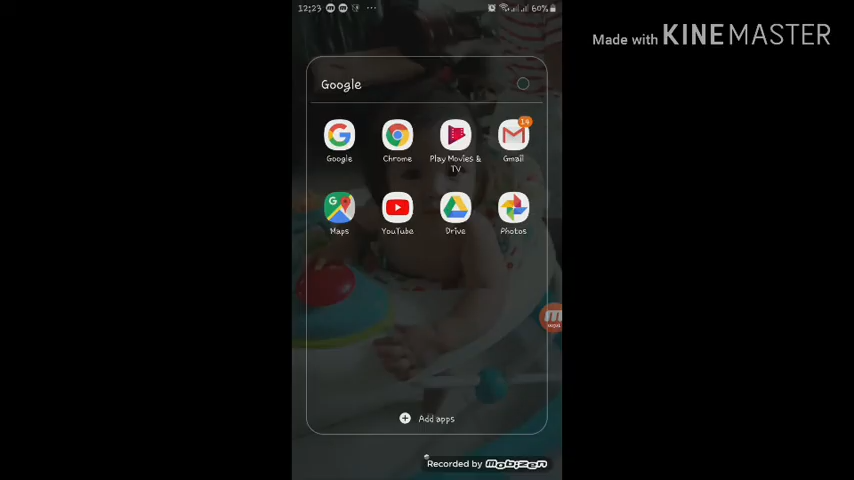 12:23
60%
Made with KINEMASTER
Google
14
Google
Chrome
Play Movies &
TV
Gmail
G
Maps
YouTube
Drive
Photos
Add apps
Recorded by mobizen